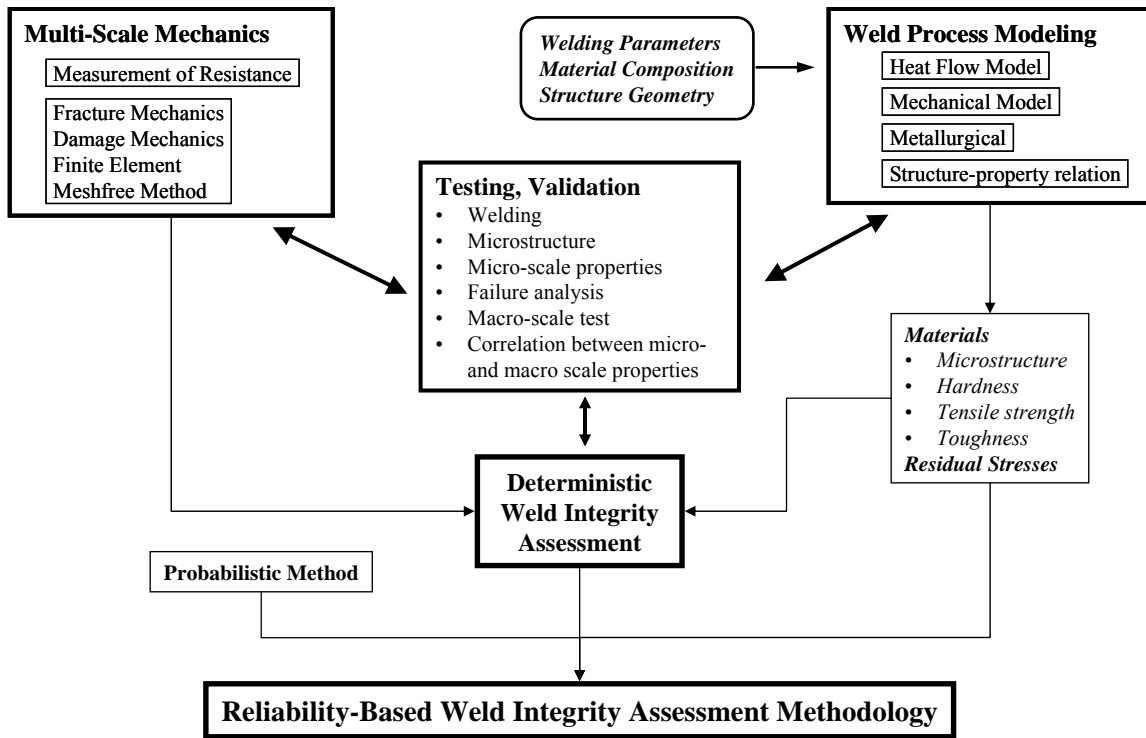 Multi-Scale Mechanics
Measurement of Resistance
Fracture Mechanics
Damage Mechanics
Finite Element
Meshfree Method
Welding Parameters
Material Composition
Structure Geometry
Weld Process Modeling
Heat Flow Model
Mechanical Model
Metallurgical
Structure-property relation
Testing, Validation
• Welding
• Microstructure
• Micro-scale properties
• Failure analysis
• Macro-scale test
• Correlation between micro-
and macro scale properties
Materials
• Microstructure
• Hardness
• Tensile strength
• Toughness
Residual Stresses
Deterministic
Weld Integrity
Assessment
Probabilistic Method
Reliability-Based Weld Integrity Assessment Methodology